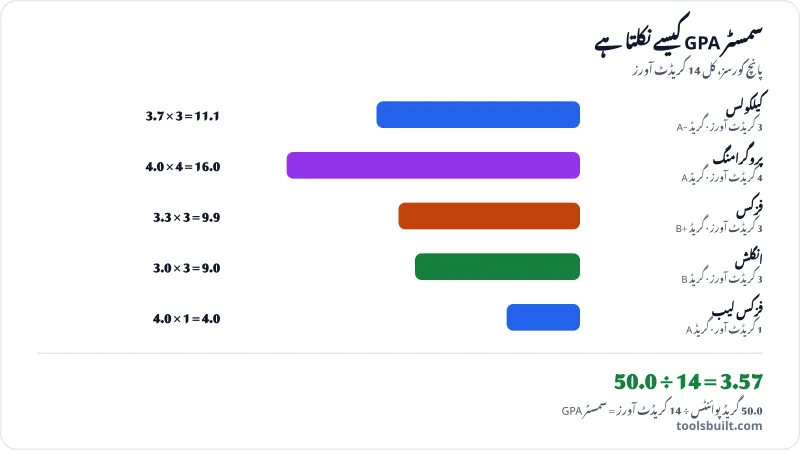 سمسٹر GPA کیسے نکلتا ہے
پانچ کورسز، کل 14 کریڈٹ آورز
کیلکولس
3 کریڈٹ آورز · گریڈ A−
3.7 × 3 = 11.1
پروگرامنگ
4 کریڈٹ آورز · گریڈ A
4.0 × 4 = 16.0
فزکس
3 کریڈٹ آورز · گریڈ B+
3.3 × 3 = 9.9
انگلش
3 کریڈٹ آورز · گریڈ B
3.0 × 3 = 9.0
فزکس لیب
1 کریڈٹ آور · گریڈ A
4.0 × 1 = 4.0
50.0 ÷ 14 = 3.57
50.0 گریڈ پوائنٹس ÷ 14 کریڈٹ آورز = سمسٹر GPA
toolsbuilt.com